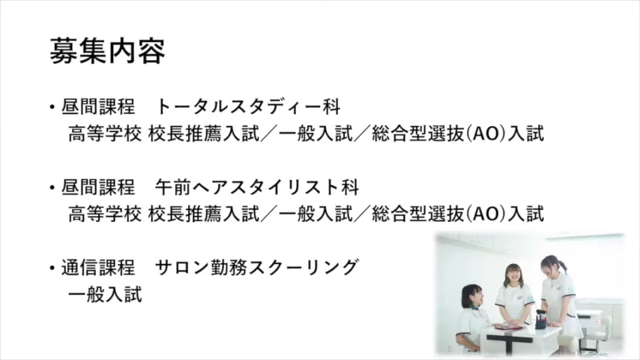 募集内容
• 昼間課程　トータルスタディー科
高等学校 校長推薦入試／一般入試／総合型選抜(AO)入試
• 昼間課程　午前ヘアスタイリスト科
高等学校 校長推薦入試／一般入試／総合型選抜(AO)入試
• 通信課程　サロン勤務スクーリング
一般入試